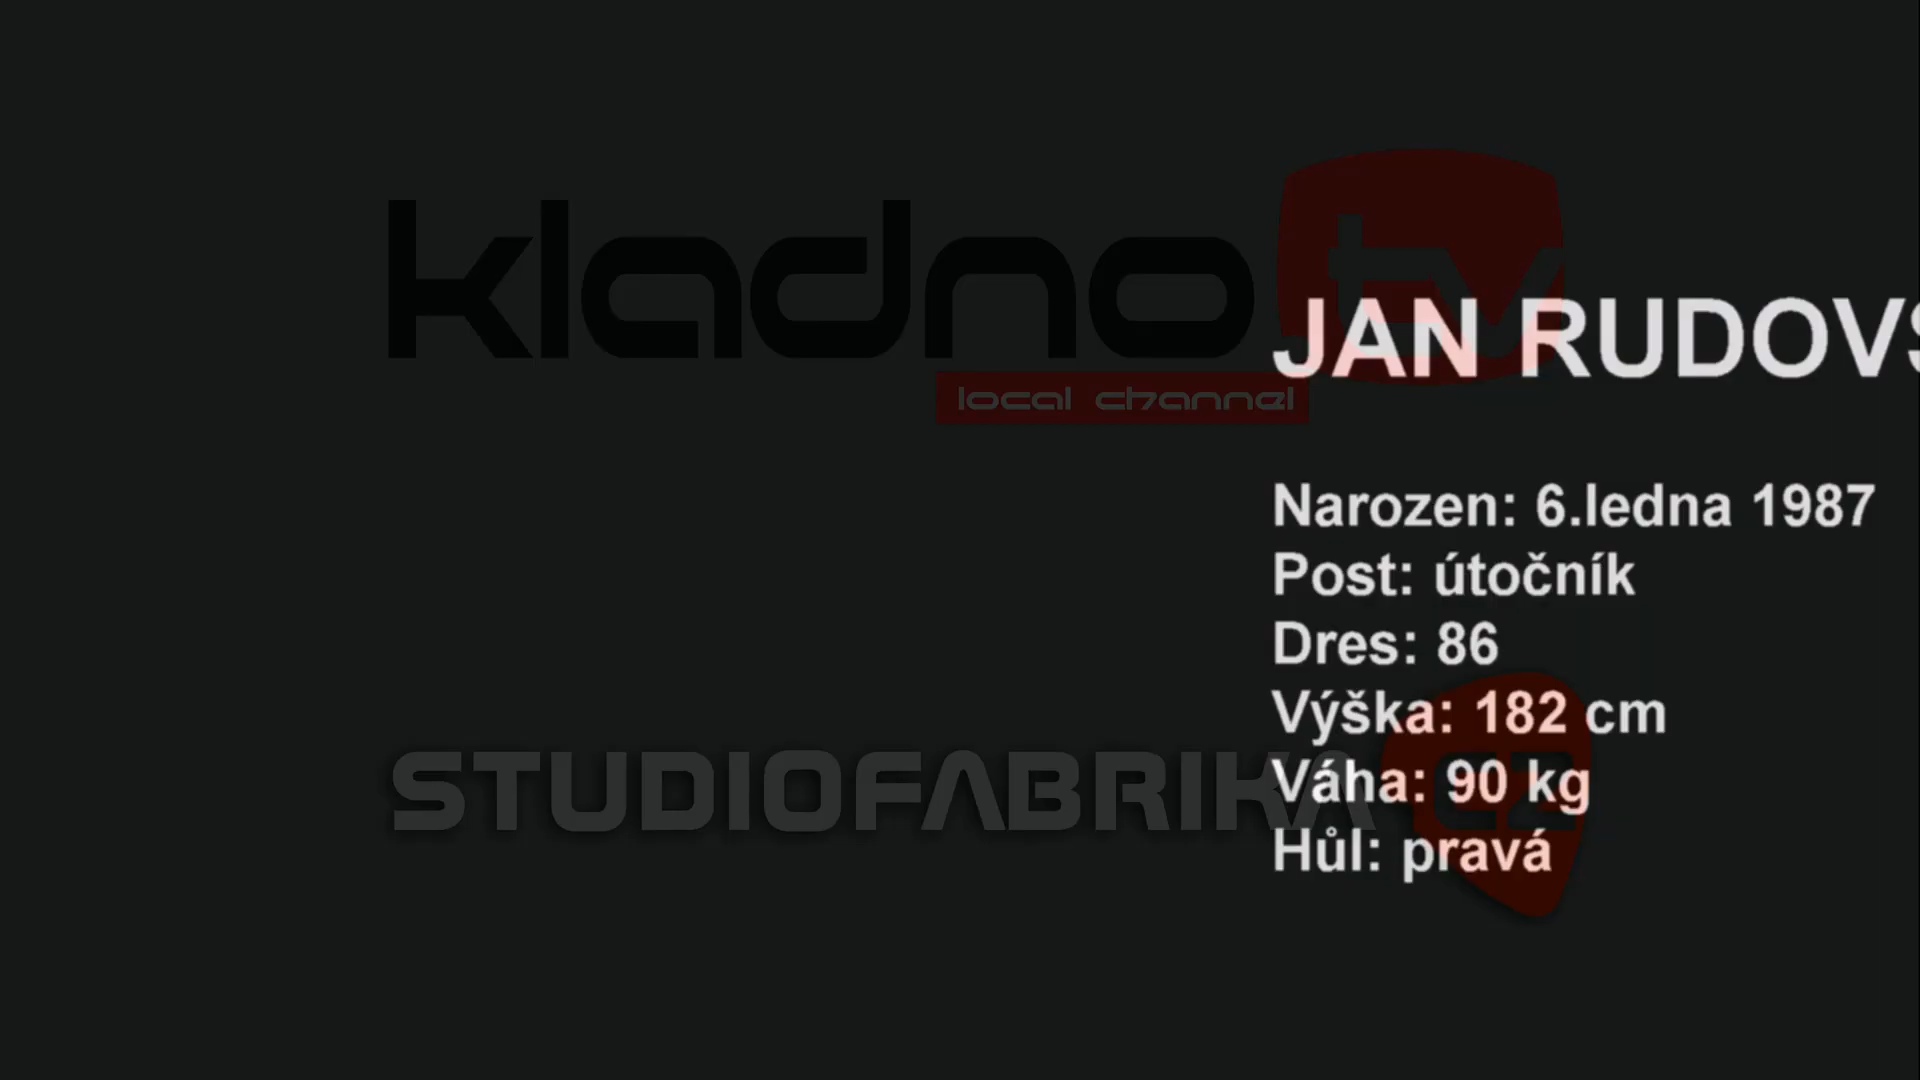 kladno tv
local channel
JAN RUDOVS
Narozen: 6.ledna 1987
Post: útočník
Dres: 86
Výška: 182 cm
STUDIOFABRIKA CZ
Váha: 90 kg
Hůl: pravá